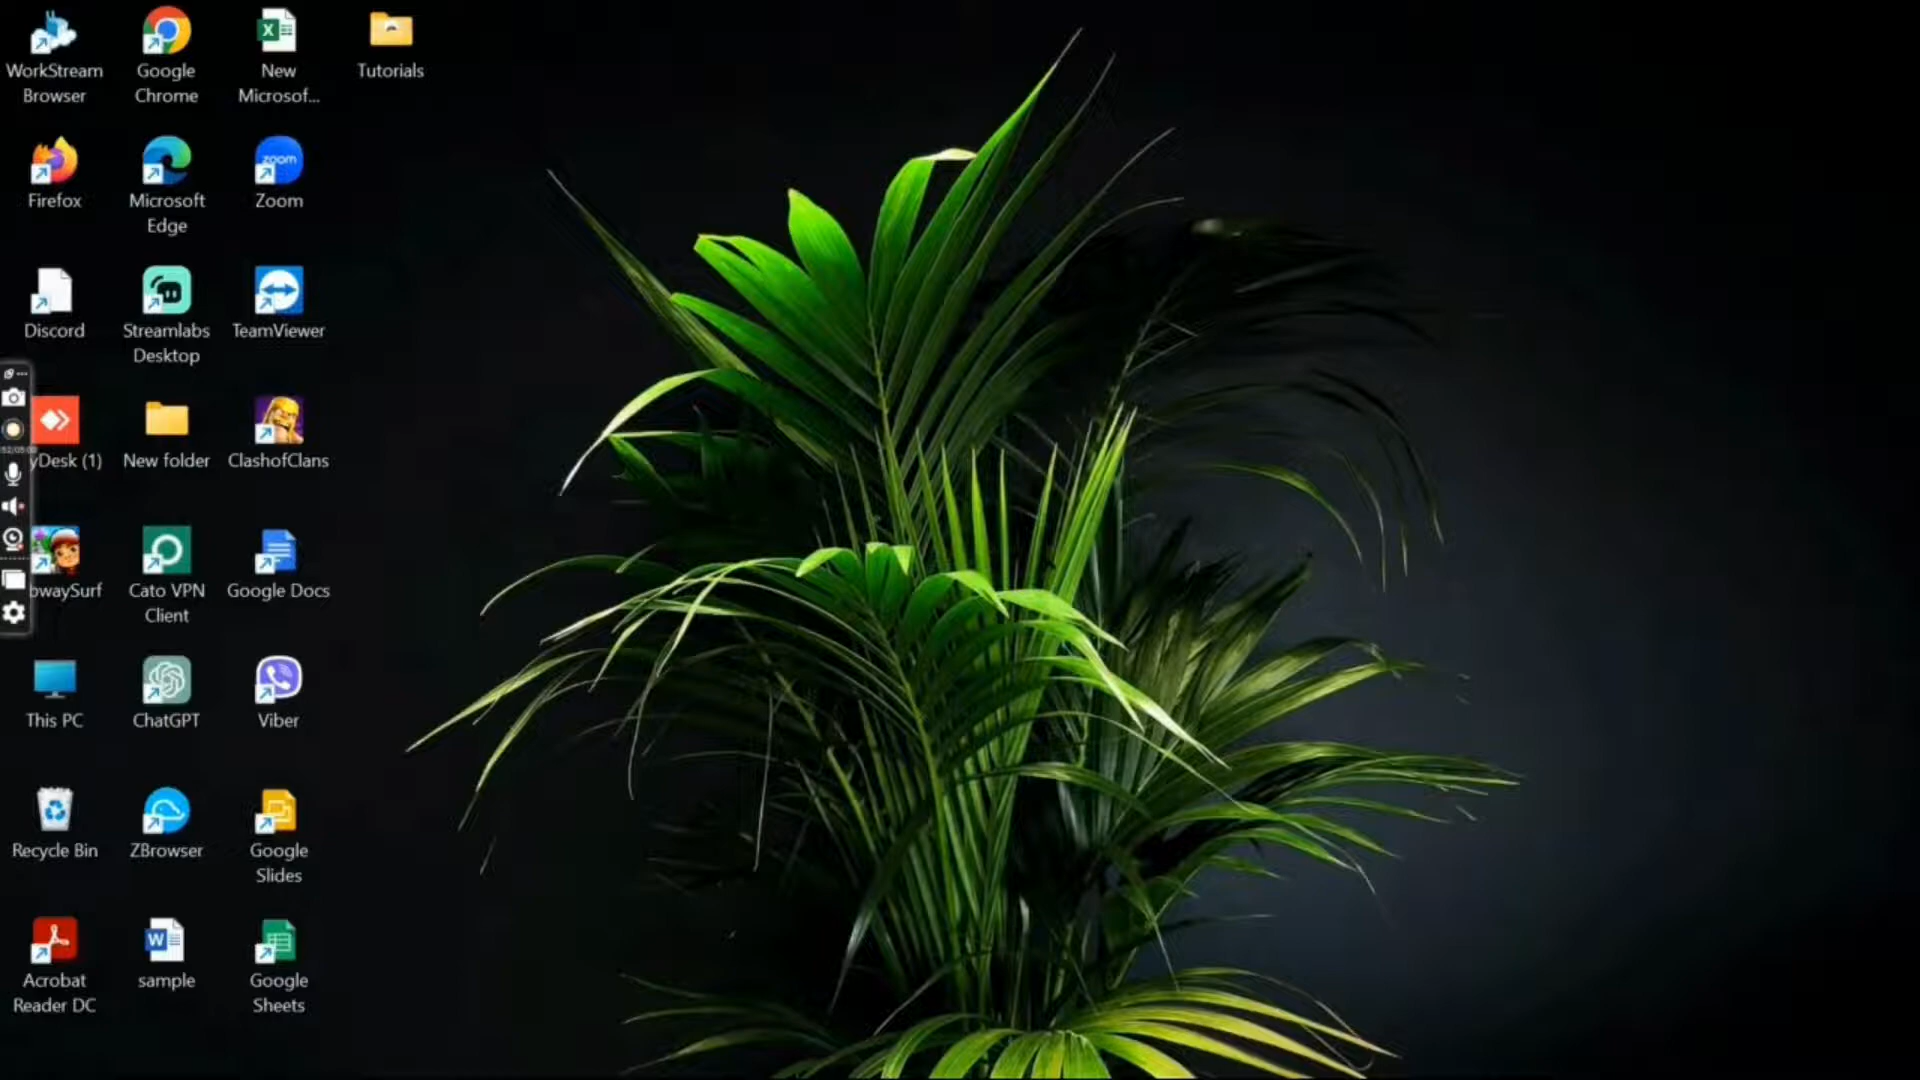 WorkStream
Browser
Google
Chrome
New
Microsof...
Tutorials
Firefox
Microsoft
Edge
zoom
Zoom
Discord
Streamlabs
Desktop
TeamViewer
yDesk (1)
New folder
ClashofClans
bwaySurf
Cato VPN
Client
Google Docs
This PC
ChatGPT
Viber
Recycle Bin
ZBrowser
Google
Slides
Acrobat
Reader DC
W
sample
Google
Sheets